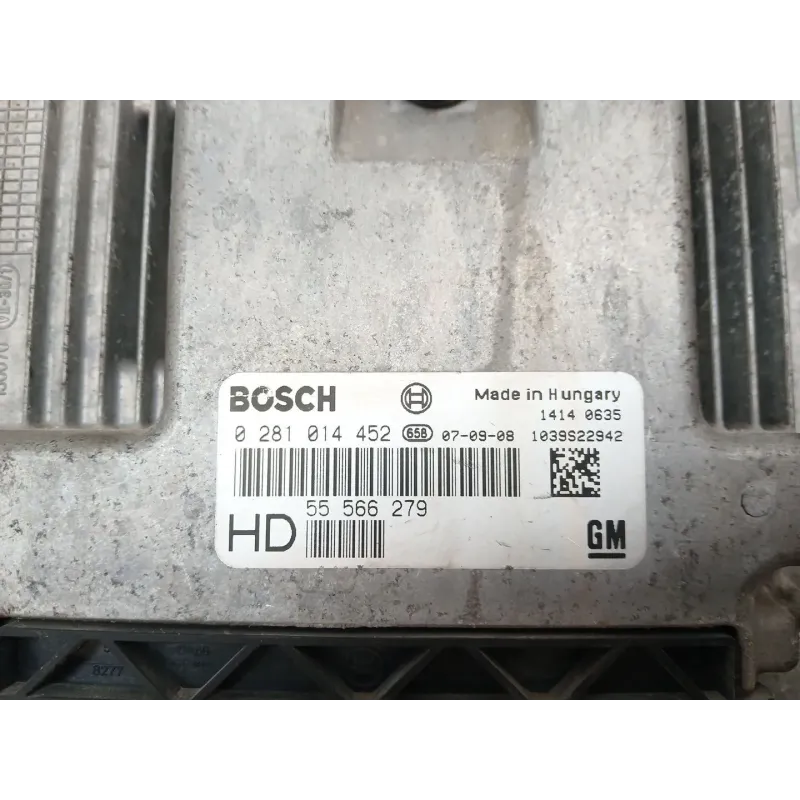 BOSCH Made in Hungary
1414 0635
0 281 014 452 658 07-09-08 1039S22942
55 566 279
HD GM
8277